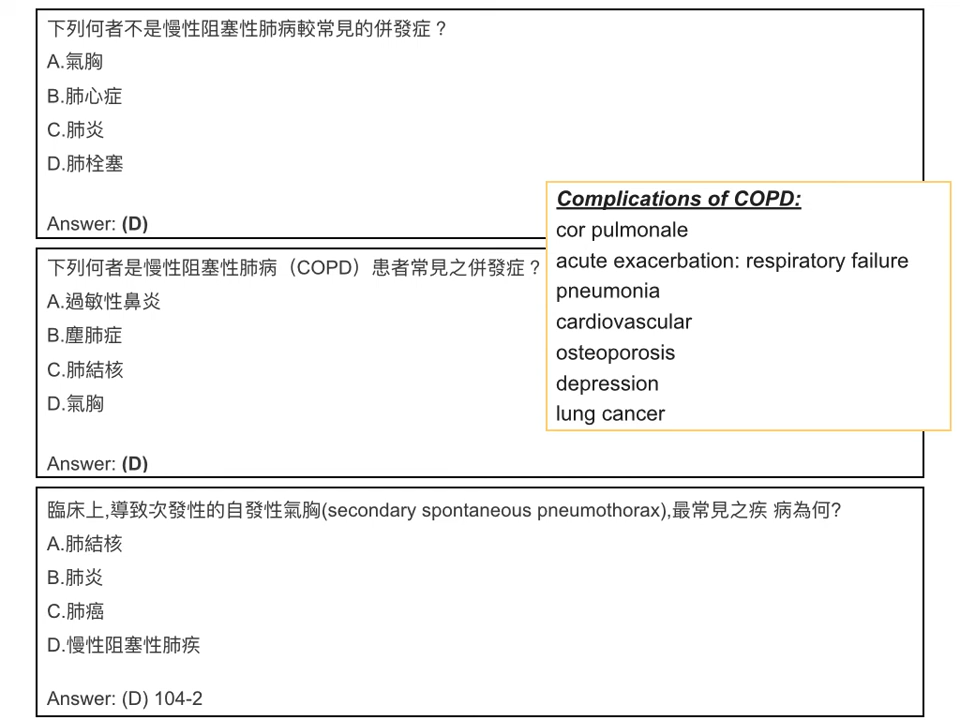 下列何者不是慢性阻塞性肺病較常見的併發症？
A.氣胸
B.肺心症
C.肺炎
D.肺栓塞
Answer: (D)
Complications of COPD:
cor pulmonale
acute exacerbation: respiratory failure
pneumonia
cardiovascular
osteoporosis
depression
lung cancer
下列何者是慢性阻塞性肺病（COPD）患者常見之併發症？
A.過敏性鼻炎
B.塵肺症
C.肺結核
D.氣胸
Answer: (D)
臨床上,導致次發性的自發性氣胸(secondary spontaneous pneumothorax),最常見之疾 病為何?
A.肺結核
B.肺炎
C.肺癌
D.慢性阻塞性肺疾
Answer: (D) 104-2